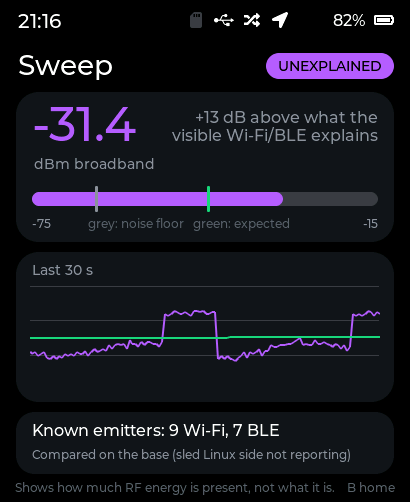 21:16
82%
Sweep
UNEXPLAINED
-31.4
+13 dB above what the
visible Wi-Fi/BLE explains
dBm broadband
-75
grey: noise floor
green: expected
-15
Last 30 s
Known emitters: 9 Wi-Fi, 7 BLE
Compared on the base (sled Linux side not reporting)
Shows how much RF energy is present, not what it is.
B home